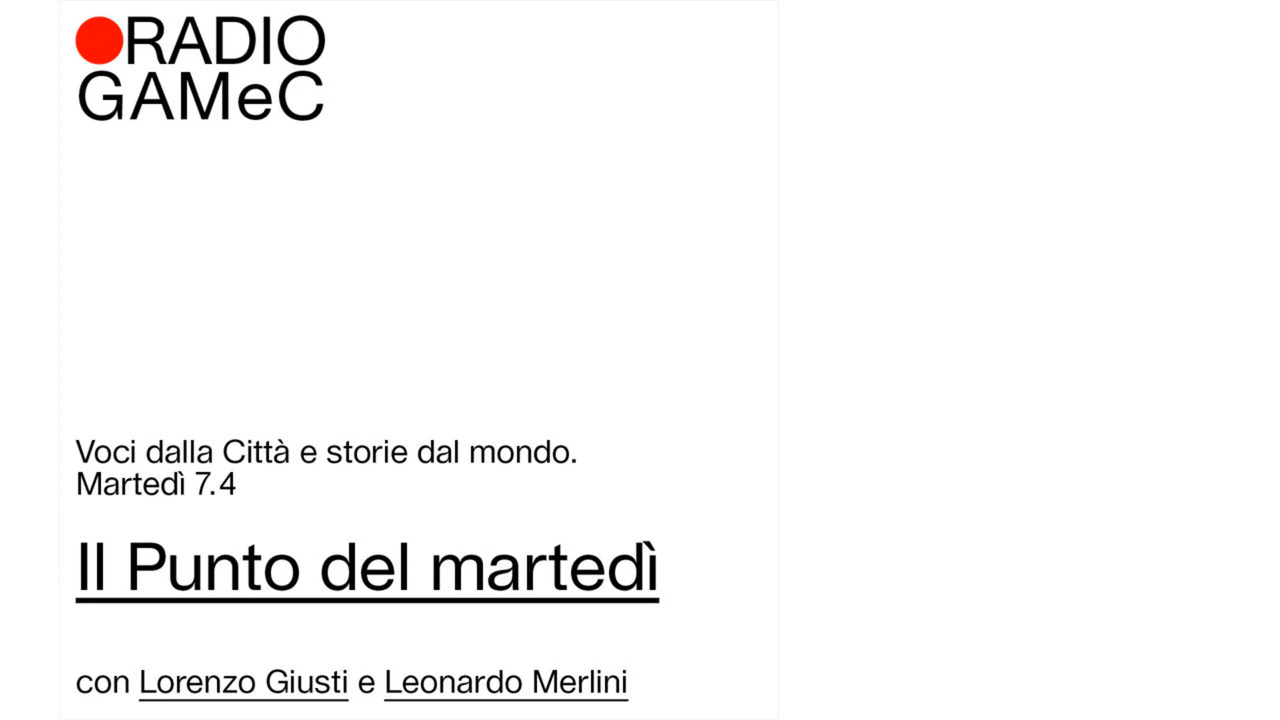 RADIO
GAMeC
Voci dalla Città e storie dal mondo.
Martedì 7.4
Il Punto del martedì
con Lorenzo Giusti e Leonardo Merlini